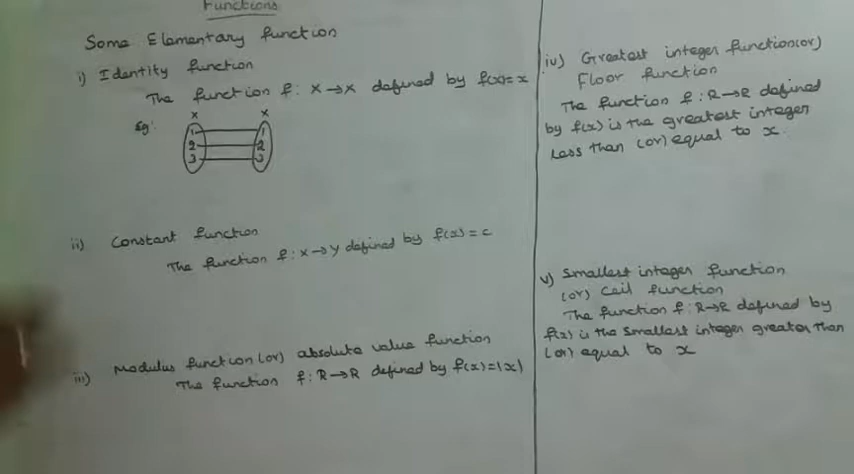 Functions
Some Elementary function
i) Identity function
The function f: X→X defined by f(x)=x
Eg:
X X
1 1
2 2
3 3
ii) Constant function
The function f: X→Y defined by f(x)=c
iii) Modulus function (or) absolute value function
The function f: R→R defined by f(x)=|x|
iv) Greatest integer function(or)
Floor function
The function f: R→R defined
by f(x) is the greatest integer
Less than (or) equal to x.
v) Smallest integer function
(or) Ceil function
The function f: R→R defined by
f(x) is the smallest integer greater than
(or) equal to x